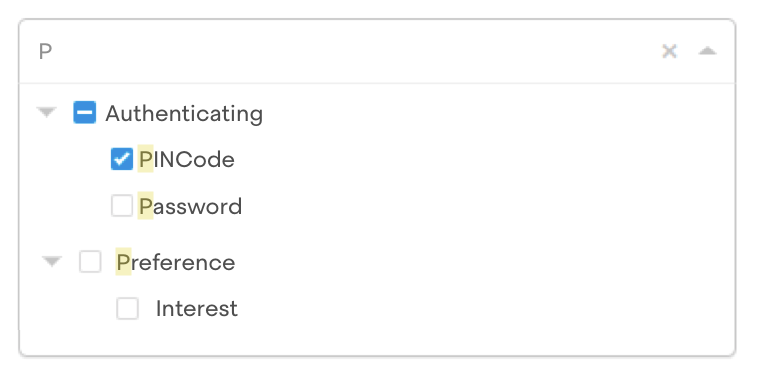 P
Authenticating
PINCode
Password
Preference
Interest